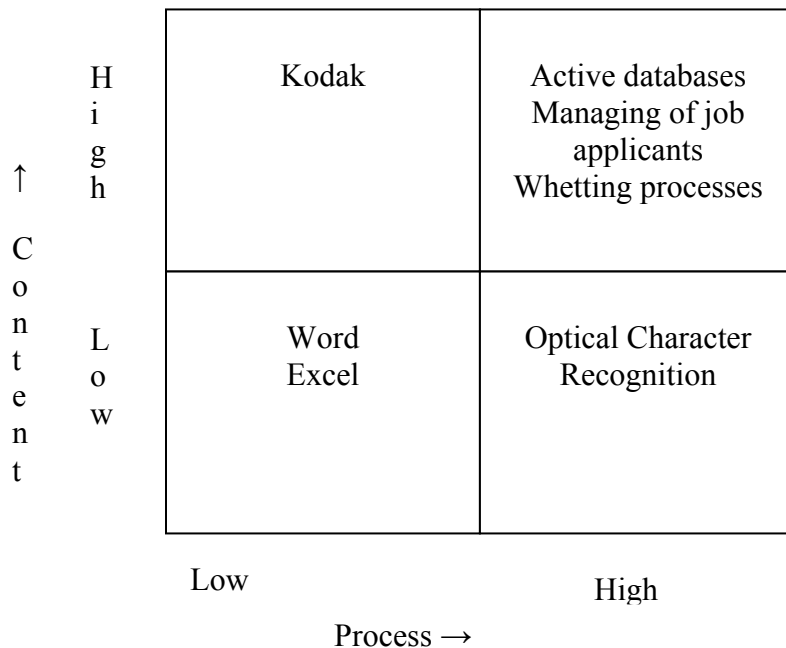 ↑ Content
High
Kodak
Active databases
Managing of job
applicants
Whetting processes
Low
Word
Excel
Optical Character
Recognition
Low
High
Process →